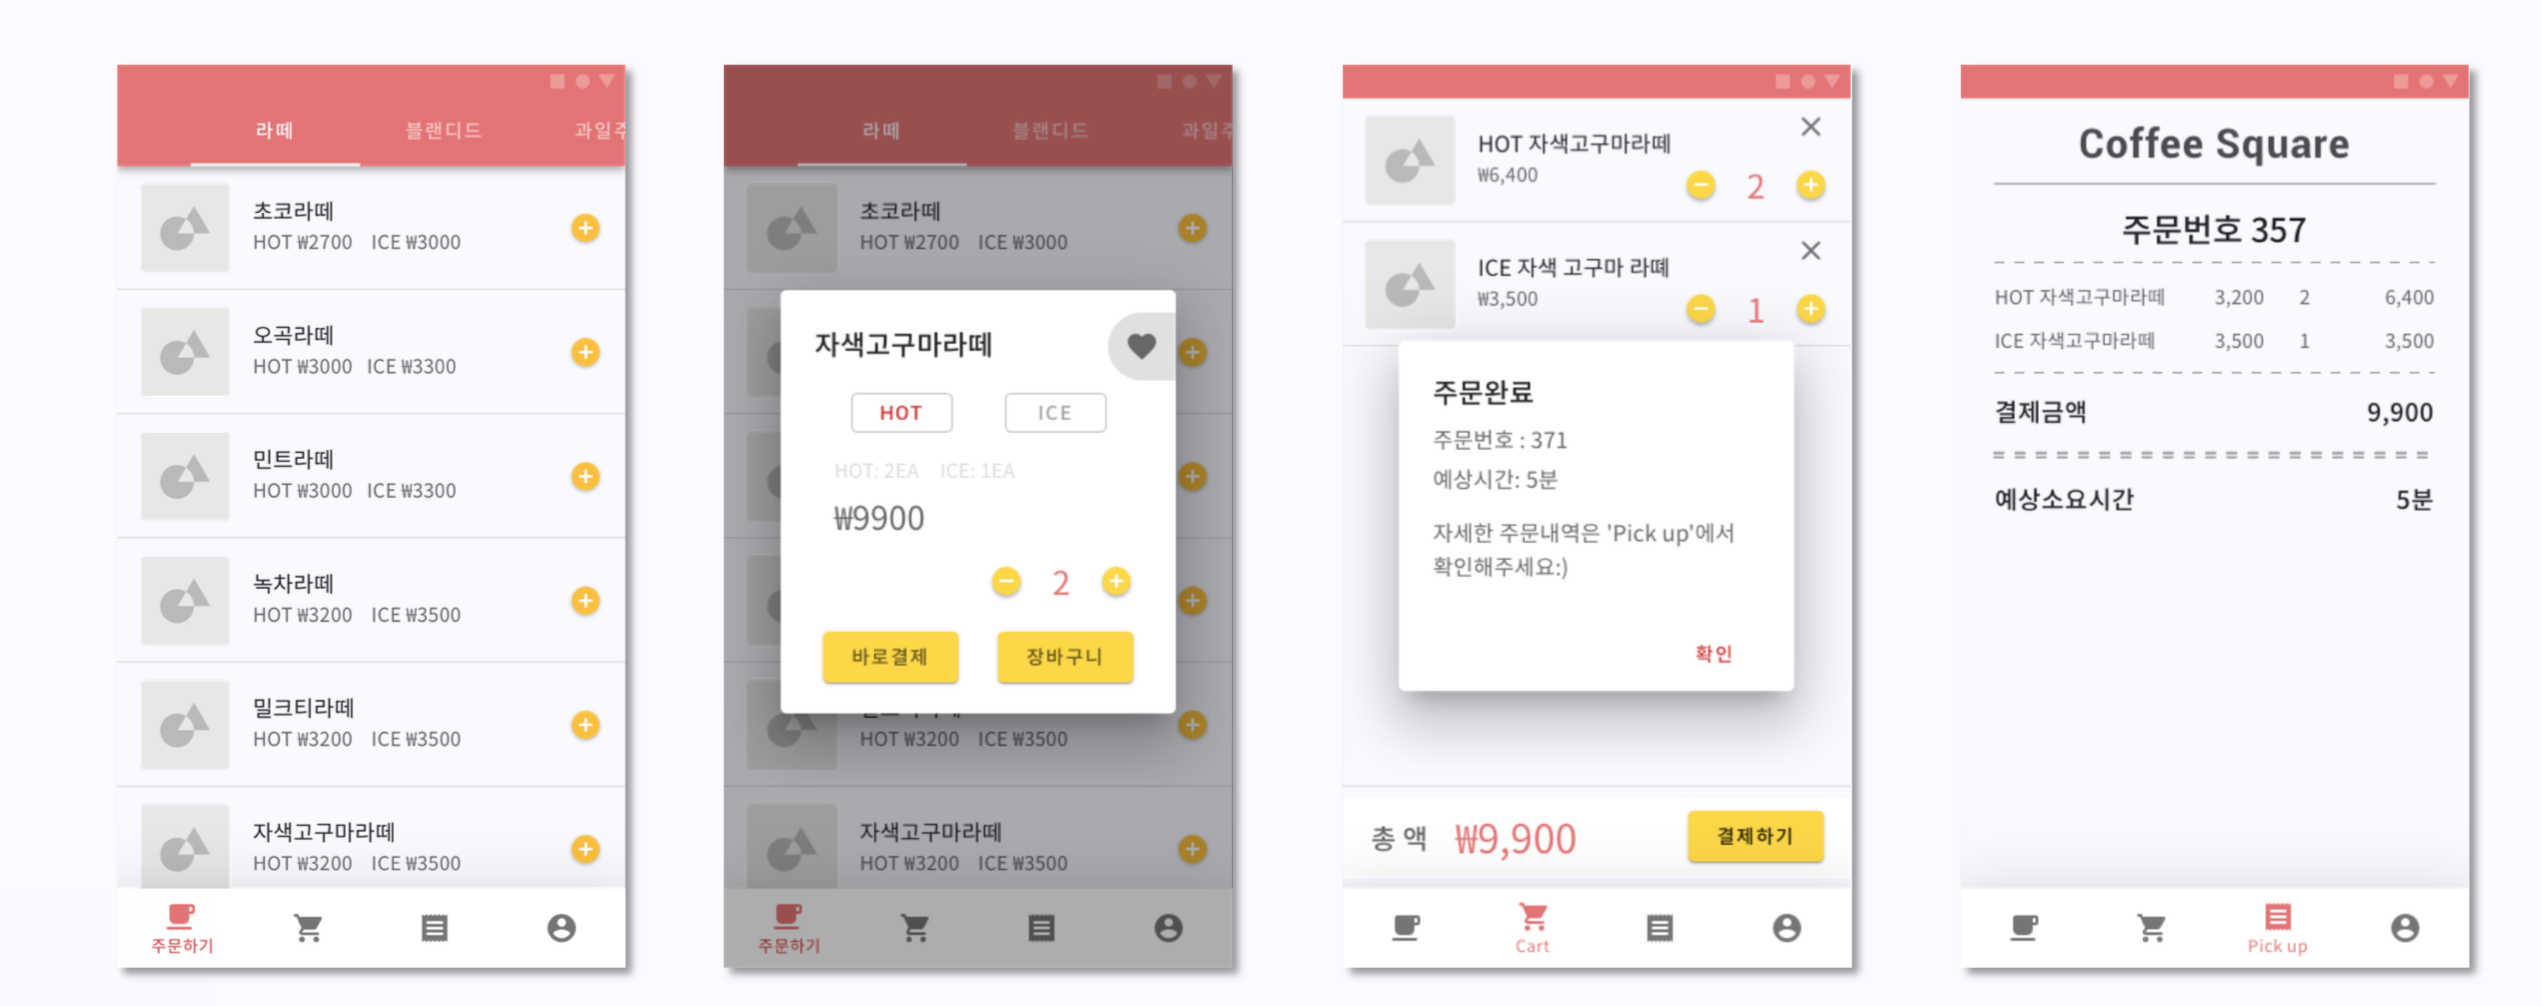 라떼 블랜디드 과일주
초코라떼
HOT ₩2700 ICE ₩3000
오곡라떼
HOT ₩3000 ICE ₩3300
민트라떼
HOT ₩3000 ICE ₩3300
녹차라떼
HOT ₩3200 ICE ₩3500
밀크티라떼
HOT ₩3200 ICE ₩3500
자색고구마라떼
HOT ₩3200 ICE ₩3500
주문하기
라떼 블랜디드 과일주
초코라떼
HOT ₩2700 ICE ₩3000
자색고구마라떼
HOT ICE
HOT: 2EA ICE: 1EA
₩9900
2
바로결제 장바구니
HOT ₩3200 ICE ₩3500
자색고구마라떼
HOT ₩3200 ICE ₩3500
주문하기
HOT 자색고구마라떼
₩6,400
2
ICE 자색 고구마 라떼
₩3,500
1
주문완료
주문번호 : 371
예상시간: 5분
자세한 주문내역은 'Pick up'에서
확인해주세요:)
확인
총 액 ₩9,900 결제하기
Cart
Coffee Square
주문번호 357
HOT 자색고구마라떼 3,200 2 6,400
ICE 자색고구마라떼 3,500 1 3,500
결제금액 9,900
예상소요시간 5분
Pick up